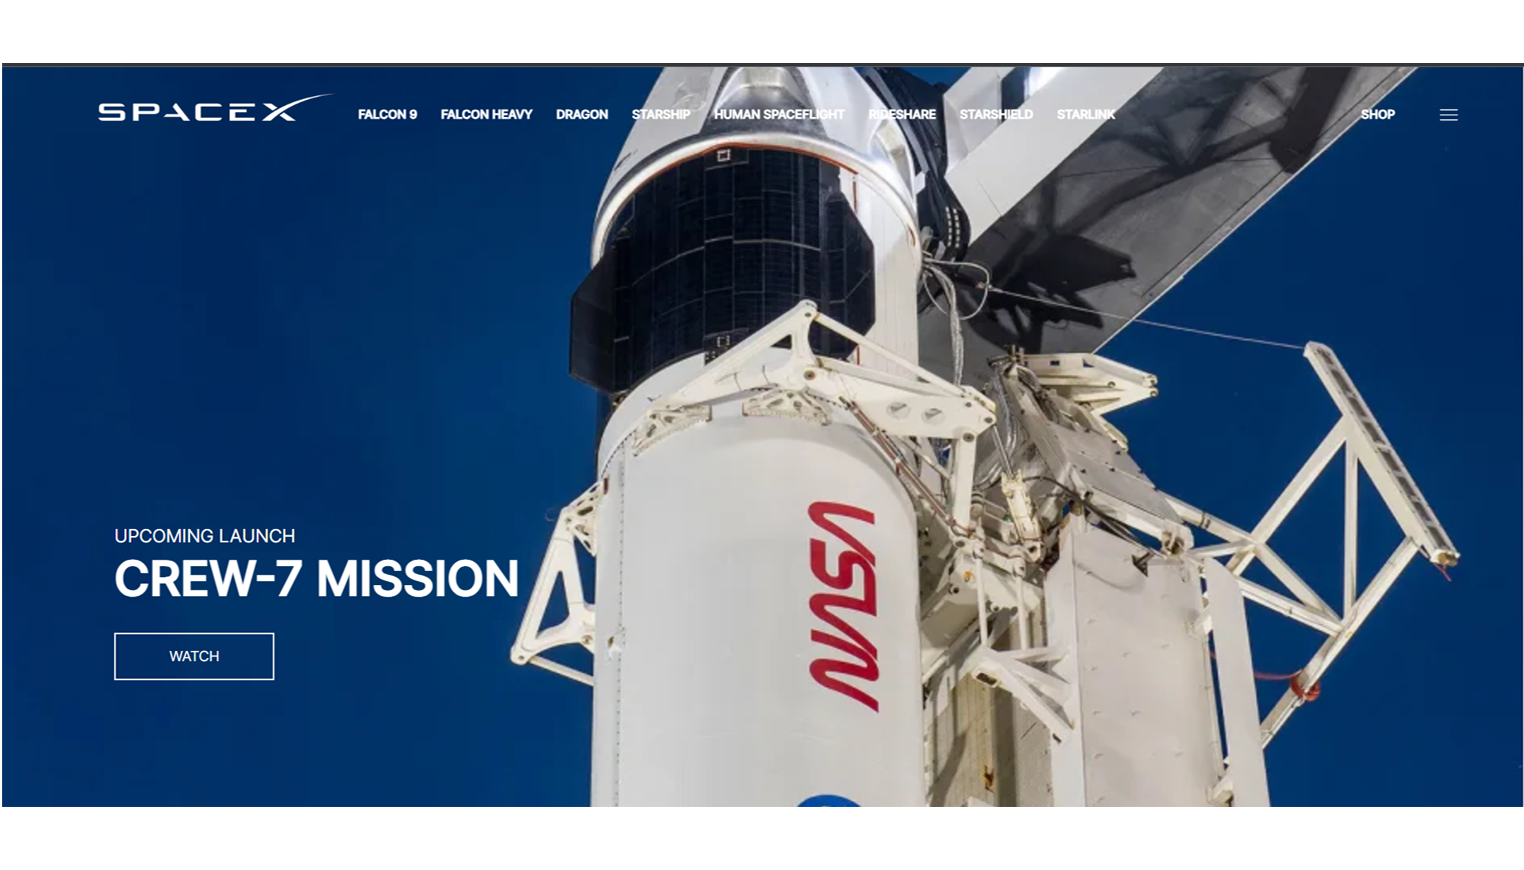 SPACEX FALCON 9 FALCON HEAVY DRAGON STARSHIP HUMAN SPACEFLIGHT RIDESHARE STARSHIELD STARLINK SHOP
NASA
UPCOMING LAUNCH
CREW-7 MISSION
WATCH